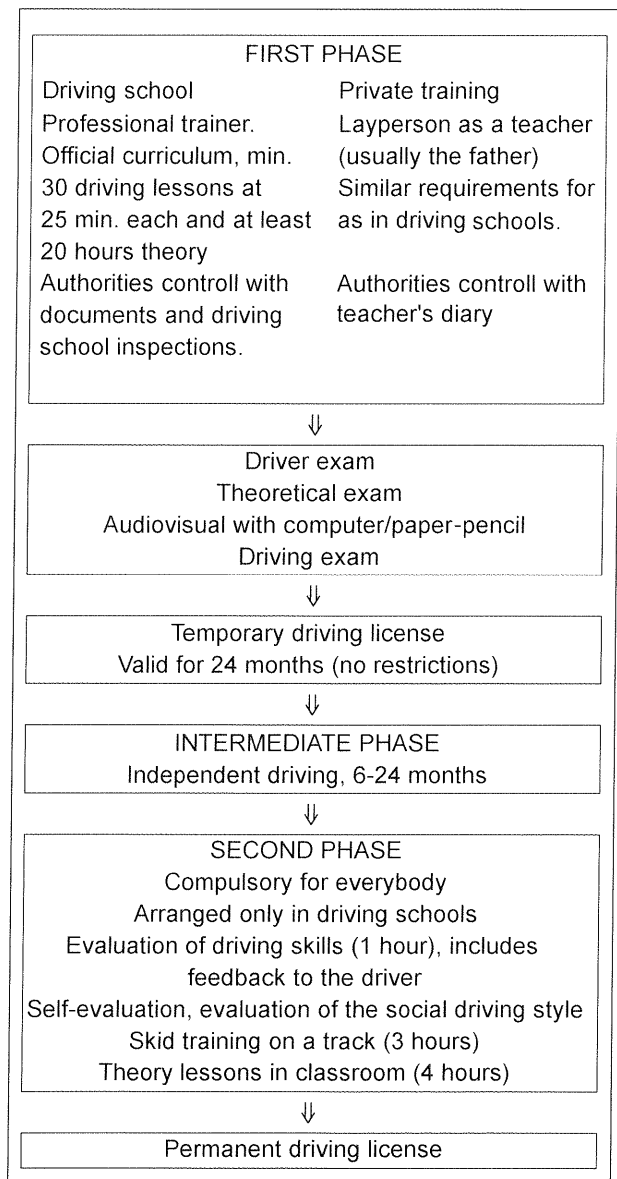 FIRST PHASE
Driving school
Professional trainer.
Official curriculum, min.
30 driving lessons at
25 min. each and at least
20 hours theory
Authorities controll with
documents and driving
school inspections.
Private training
Layperson as a teacher
(usually the father)
Similar requirements for
as in driving schools.
Authorities controll with
teacher's diary
⇓
Driver exam
Theoretical exam
Audiovisual with computer/paper-pencil
Driving exam
⇓
Temporary driving license
Valid for 24 months (no restrictions)
⇓
INTERMEDIATE PHASE
Independent driving, 6-24 months
⇓
SECOND PHASE
Compulsory for everybody
Arranged only in driving schools
Evaluation of driving skills (1 hour), includes
feedback to the driver
Self-evaluation, evaluation of the social driving style
Skid training on a track (3 hours)
Theory lessons in classroom (4 hours)
⇓
Permanent driving license